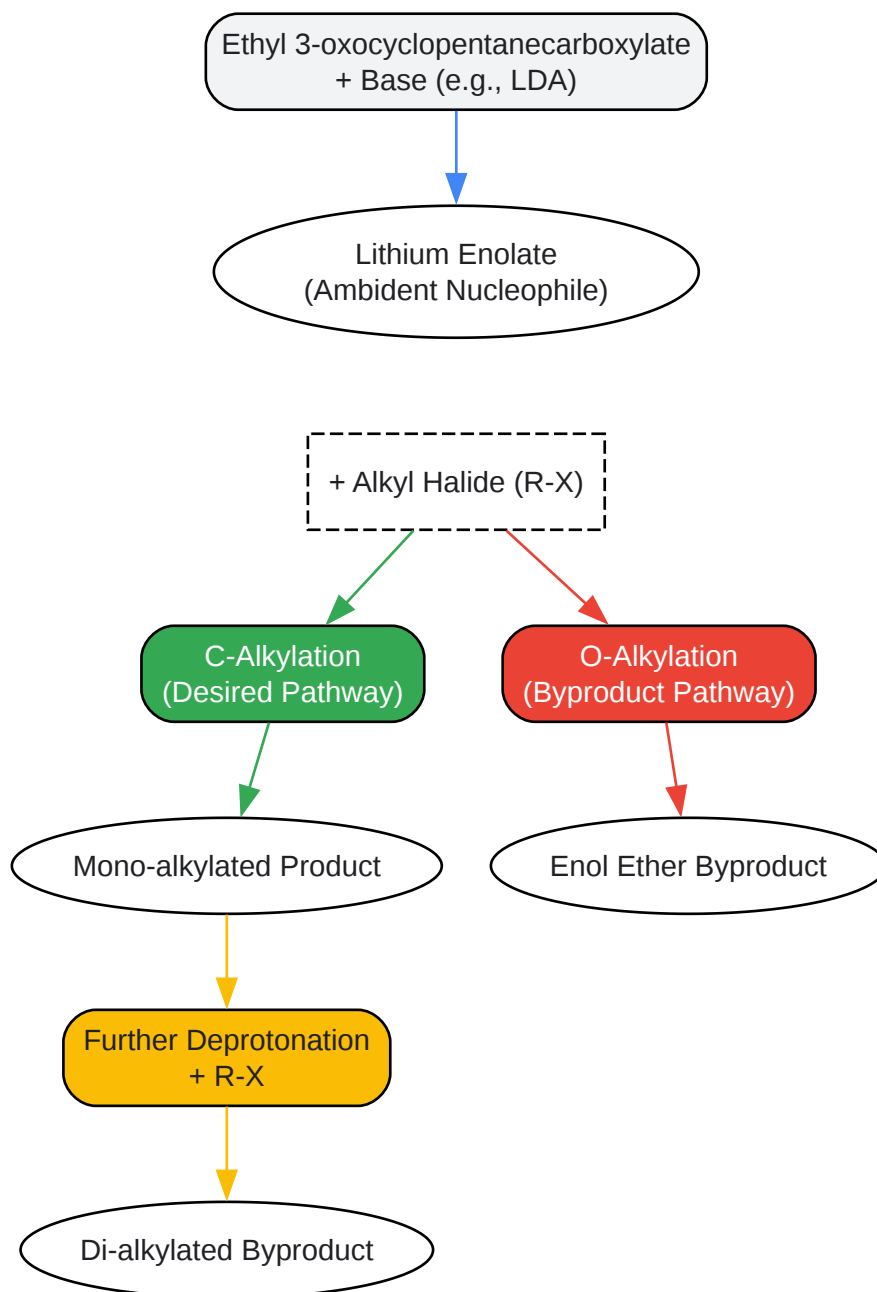 Ethyl 3-oxocyclopentanecarboxylate
+ Base (e.g., LDA)
Lithium Enolate
(Ambident Nucleophile)
+ Alkyl Halide (R-X)
C-Alkylation
(Desired Pathway)
O-Alkylation
(Byproduct Pathway)
Mono-alkylated Product
Enol Ether Byproduct
Further Deprotonation
+ R-X
Di-alkylated Byproduct